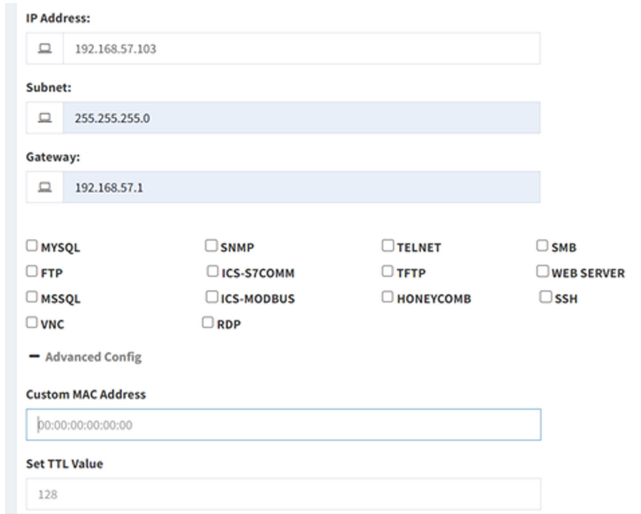 IP Address:
192.168.57.103
Subnet:
255.255.255.0
Gateway:
192.168.57.1
MYSQL SNMP TELNET SMB
FTP ICS-S7COMM TFTP WEB SERVER
MSSQL ICS-MODBUS HONEYCOMB SSH
VNC RDP
Advanced Config
Custom MAC Address
00:00:00:00:00:00
Set TTL Value
128